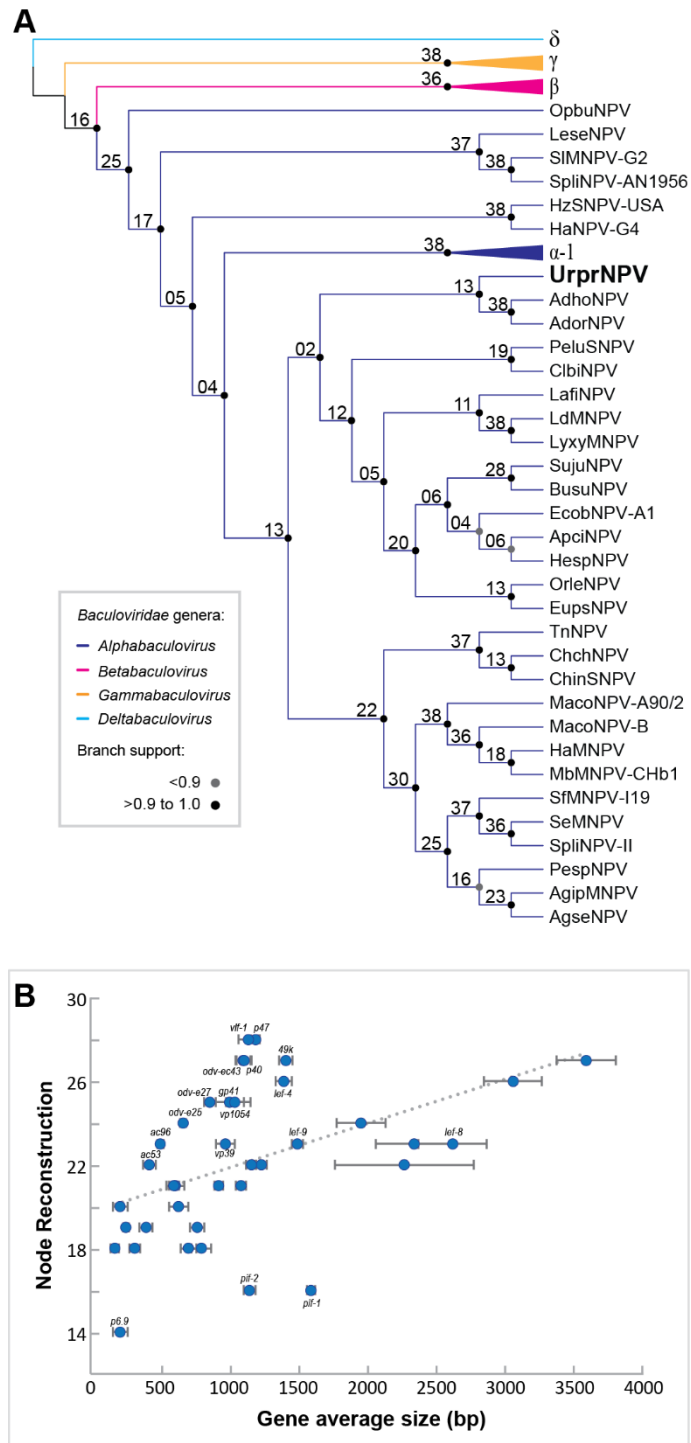 A
δ
38
γ
36
β
16
OpbuNPV
25
37
LeseNPV
38
SlMNPV-G2
SpliNPV-AN1956
17
38
HzSNPV-USA
HaNPV-G4
05
38
α-1
04
13
UrprNPV
38
AdhoNPV
AdorNPV
02
19
PeluSNPV
ClbiNPV
12
11
LafiNPV
38
LdMNPV
LyxyMNPV
05
28
SujuNPV
BusuNPV
06
04
EcobNPV-A1
06
ApciNPV
HespNPV
20
13
OrleNPV
EupsNPV
13
37
TnNPV
13
ChchNPV
ChinSNPV
22
38
MacoNPV-A90/2
36
MacoNPV-B
18
HaMNPV
MbMNPV-CHb1
30
37
SfMNPV-I19
36
SeMNPV
SpliNPV-II
25
16
PespNPV
23
AgipMNPV
AgseNPV
Baculoviridae genera:
Alphabaculovirus
Betabaculovirus
Gammabaculovirus
Deltabaculovirus
Branch support:
<0.9
>0.9 to 1.0
B
Node Reconstruction
30
26
22
18
14
vlf-1 p47
odv-ec43 p40
49k
lef-4
odv-e27 gp41
vp1054
odv-e25
ac96
vp39
lef-9
lef-8
ac53
pif-2
pif-1
p6.9
0 500 1000 1500 2000 2500 3000 3500 4000
Gene average size (bp)